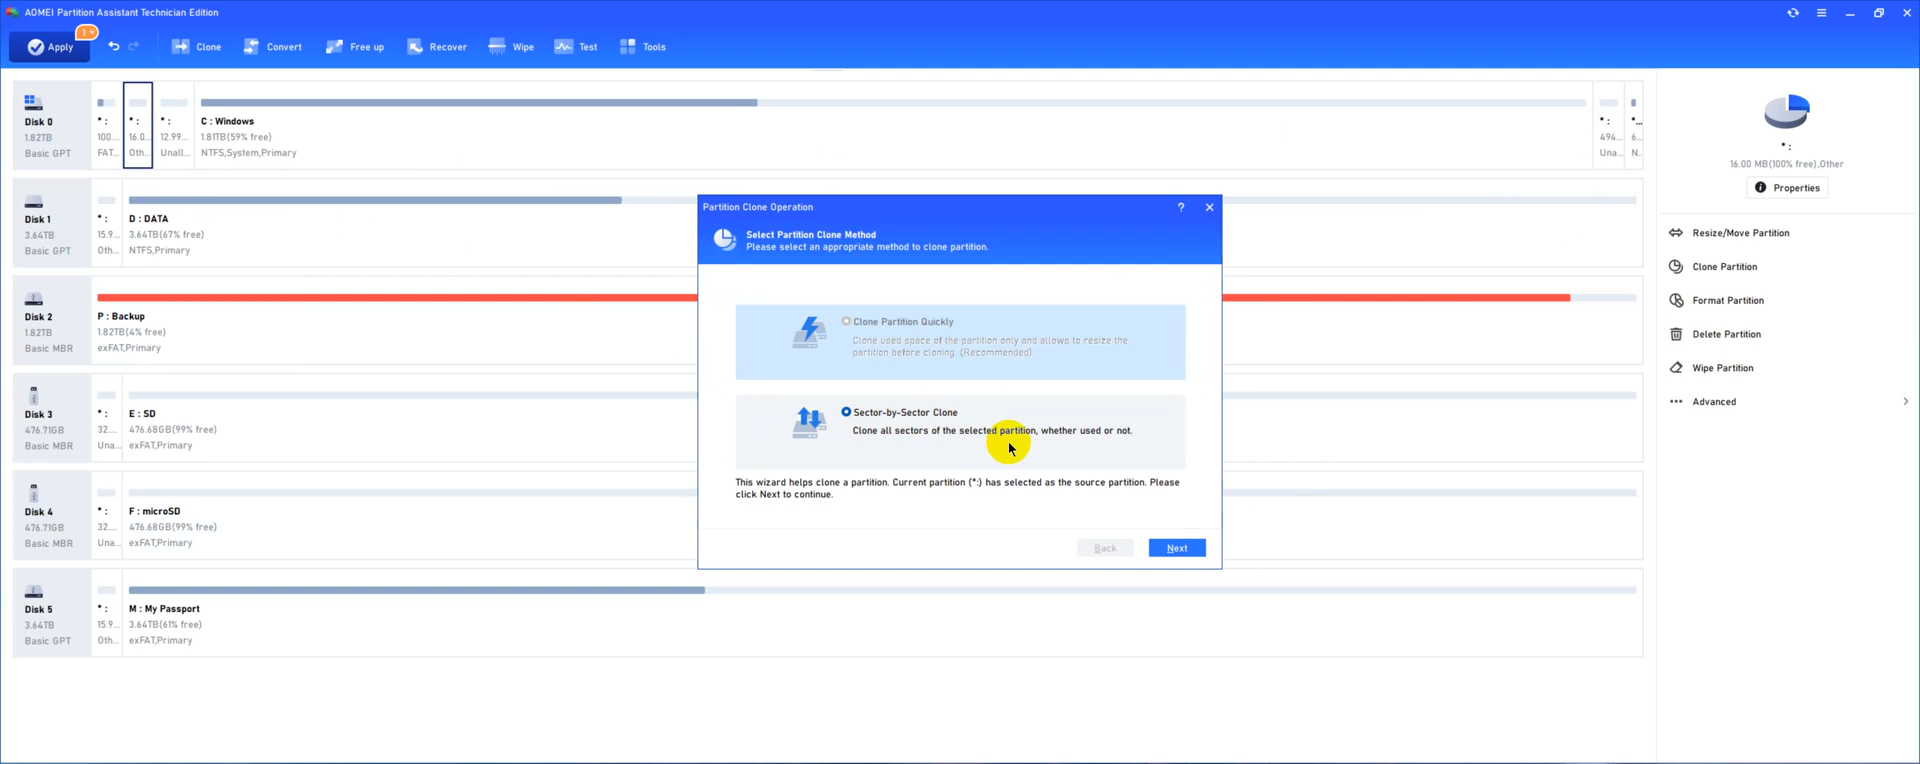 AOMEI Partition Assistant Technician Edition
Apply
1
Clone
Convert
Free up
Recover
Wipe
Test
Tools
Disk 0
1.82TB
Basic GPT
* :
100...
FAT...
* :
16.0...
Oth...
* :
12.99...
Unall...
C : Windows
1.81TB(59% free)
NTFS,System,Primary
* :
494...
Una...
*...
6...
N...
Disk 1
3.64TB
Basic GPT
* :
15.9...
Oth...
D : DATA
3.64TB(67% free)
NTFS,Primary
Disk 2
1.82TB
Basic MBR
P : Backup
1.82TB(4% free)
exFAT,Primary
Disk 3
476.71GB
Basic MBR
* :
32...
Una...
E : SD
476.68GB(99% free)
exFAT,Primary
Disk 4
476.71GB
Basic MBR
* :
32...
Una...
F : microSD
476.68GB(99% free)
exFAT,Primary
Disk 5
3.64TB
Basic GPT
* :
15.9...
Oth...
M : My Passport
3.64TB(61% free)
exFAT,Primary
Partition Clone Operation
?
Select Partition Clone Method
Please select an appropriate method to clone partition.
Clone Partition Quickly
Clone used space of the partition only and allows to resize the
partition before cloning. (Recommended)
Sector-by-Sector Clone
Clone all sectors of the selected partition, whether used or not.
This wizard helps clone a partition. Current partition (*:) has selected as the source partition. Please
click Next to continue.
Back
Next
* :
16.00 MB(100% free),Other
Properties
Resize/Move Partition
Clone Partition
Format Partition
Delete Partition
Wipe Partition
Advanced